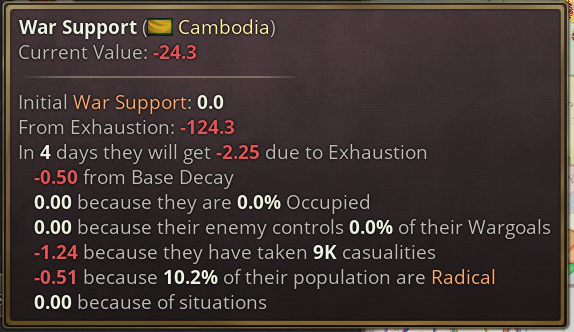 War Support (Cambodia)
Current Value: -24.3
Initial War Support: 0.0
From Exhaustion: -124.3
In 4 days they will get -2.25 due to Exhaustion
-0.50 from Base Decay
0.00 because they are 0.0% Occupied
0.00 because their enemy controls 0.0% of their Wargoals
-1.24 because they have taken 9K casualities
-0.51 because 10.2% of their population are Radical
0.00 because of situations